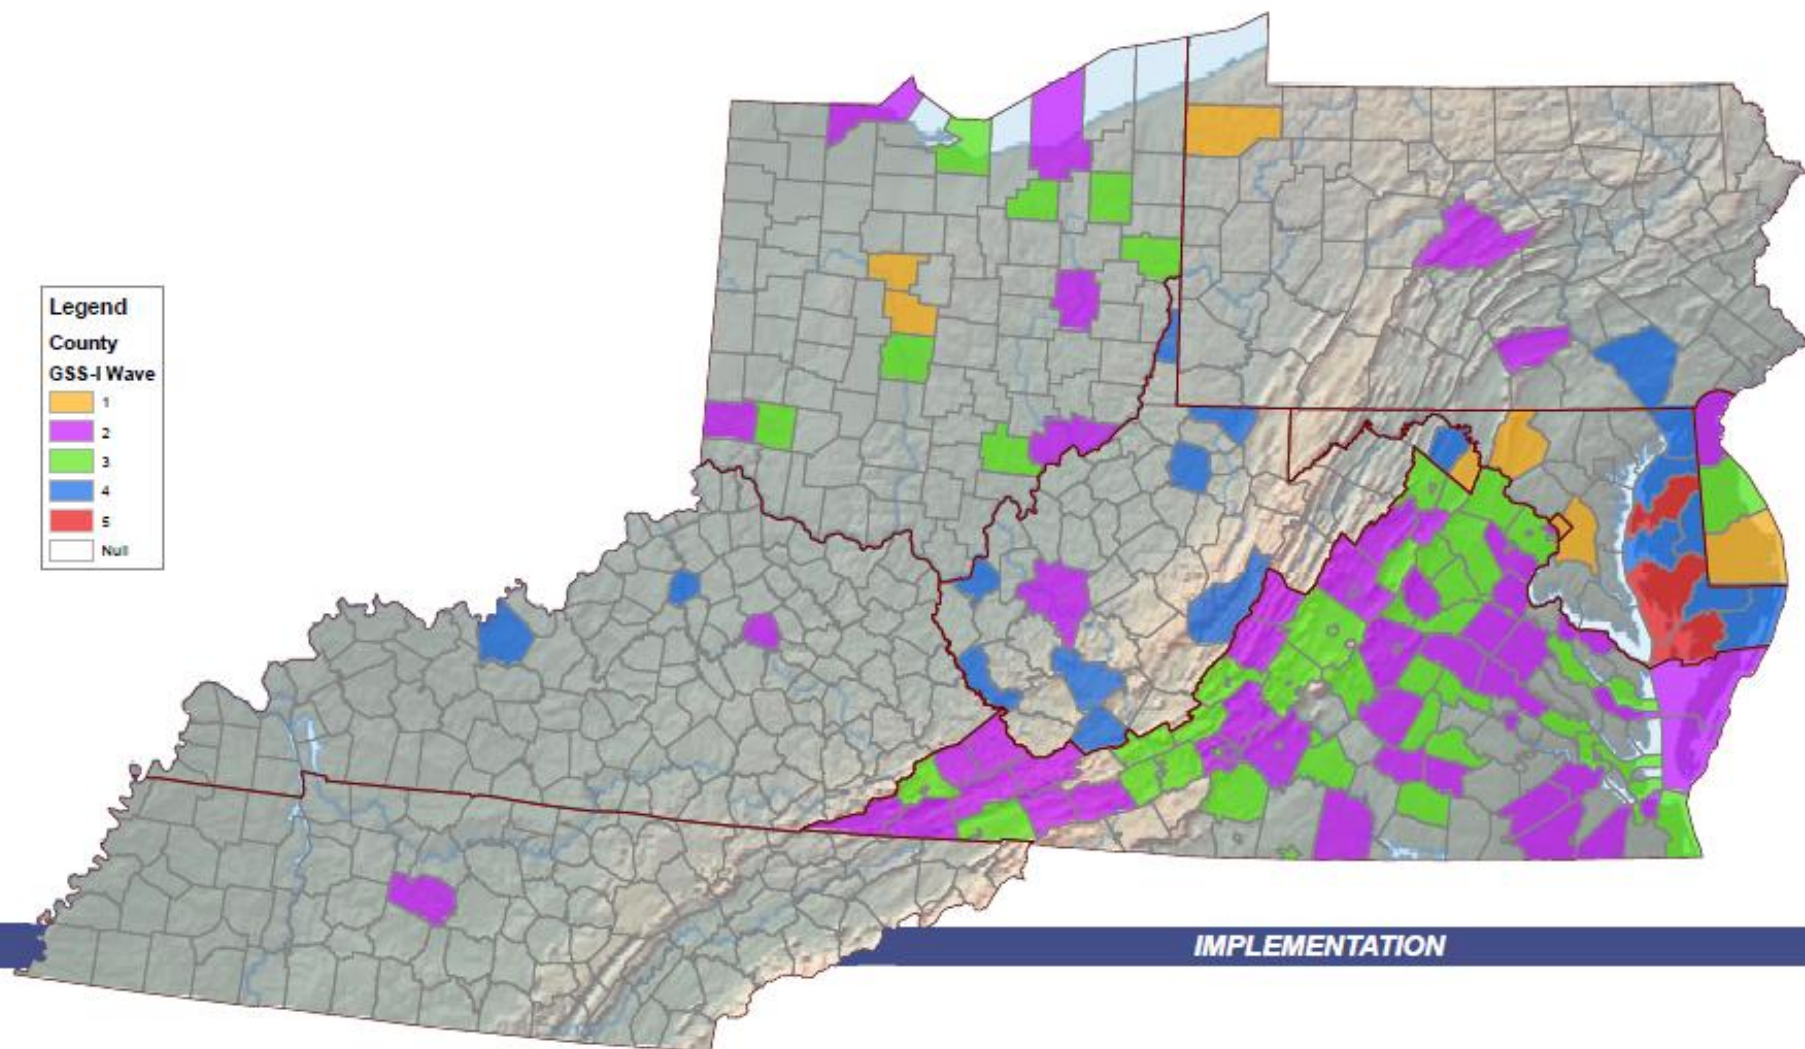 Legend
County
GSS-I Wave
1
2
3
4
5
Null
IMPLEMENTATION